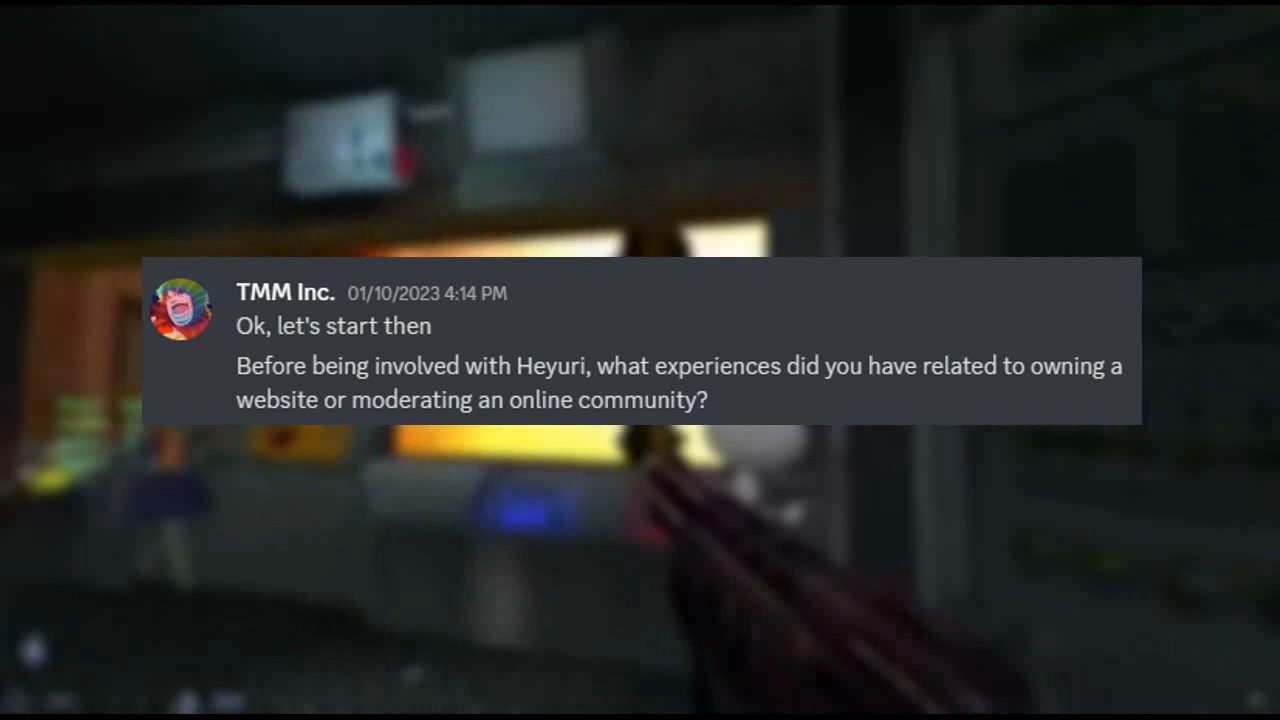 TMM Inc. 01/10/2023 4:14 PM
Ok, let's start then
Before being involved with Heyuri, what experiences did you have related to owning a
website or moderating an online community?